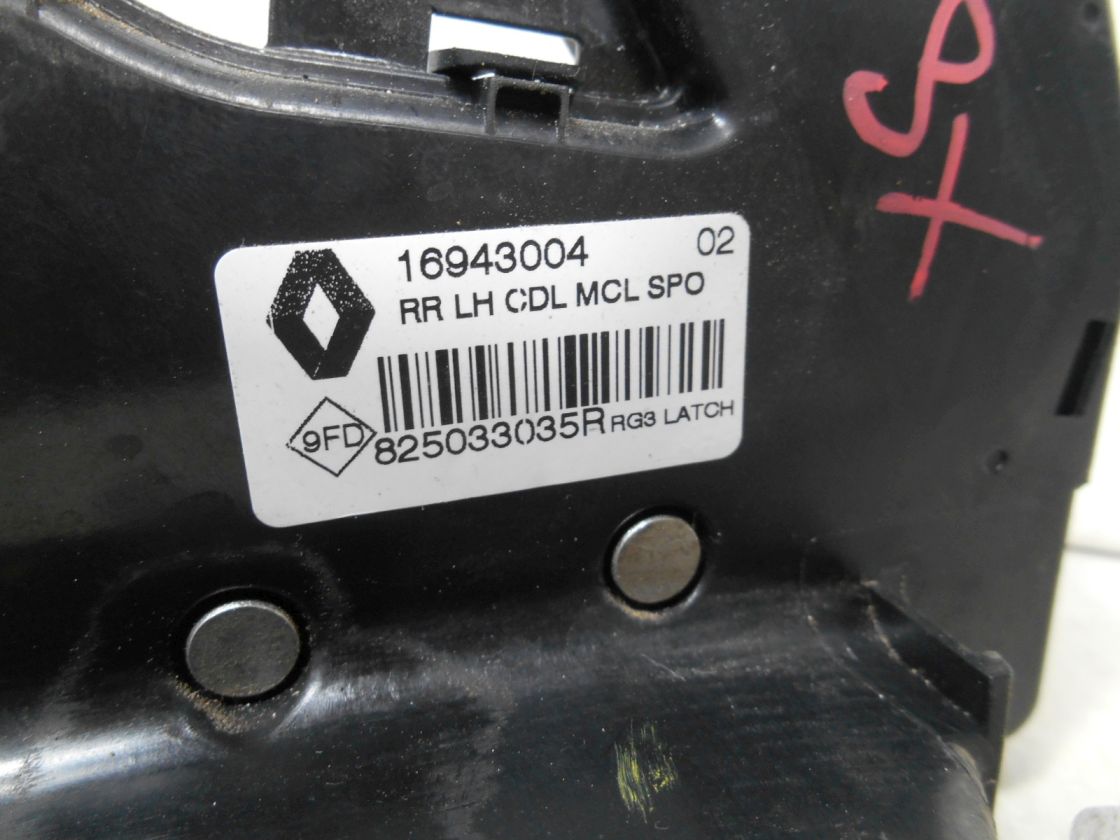 16943004 02
RR LH CDL MCL SPO
9FD 825033035R RG3 LATCH